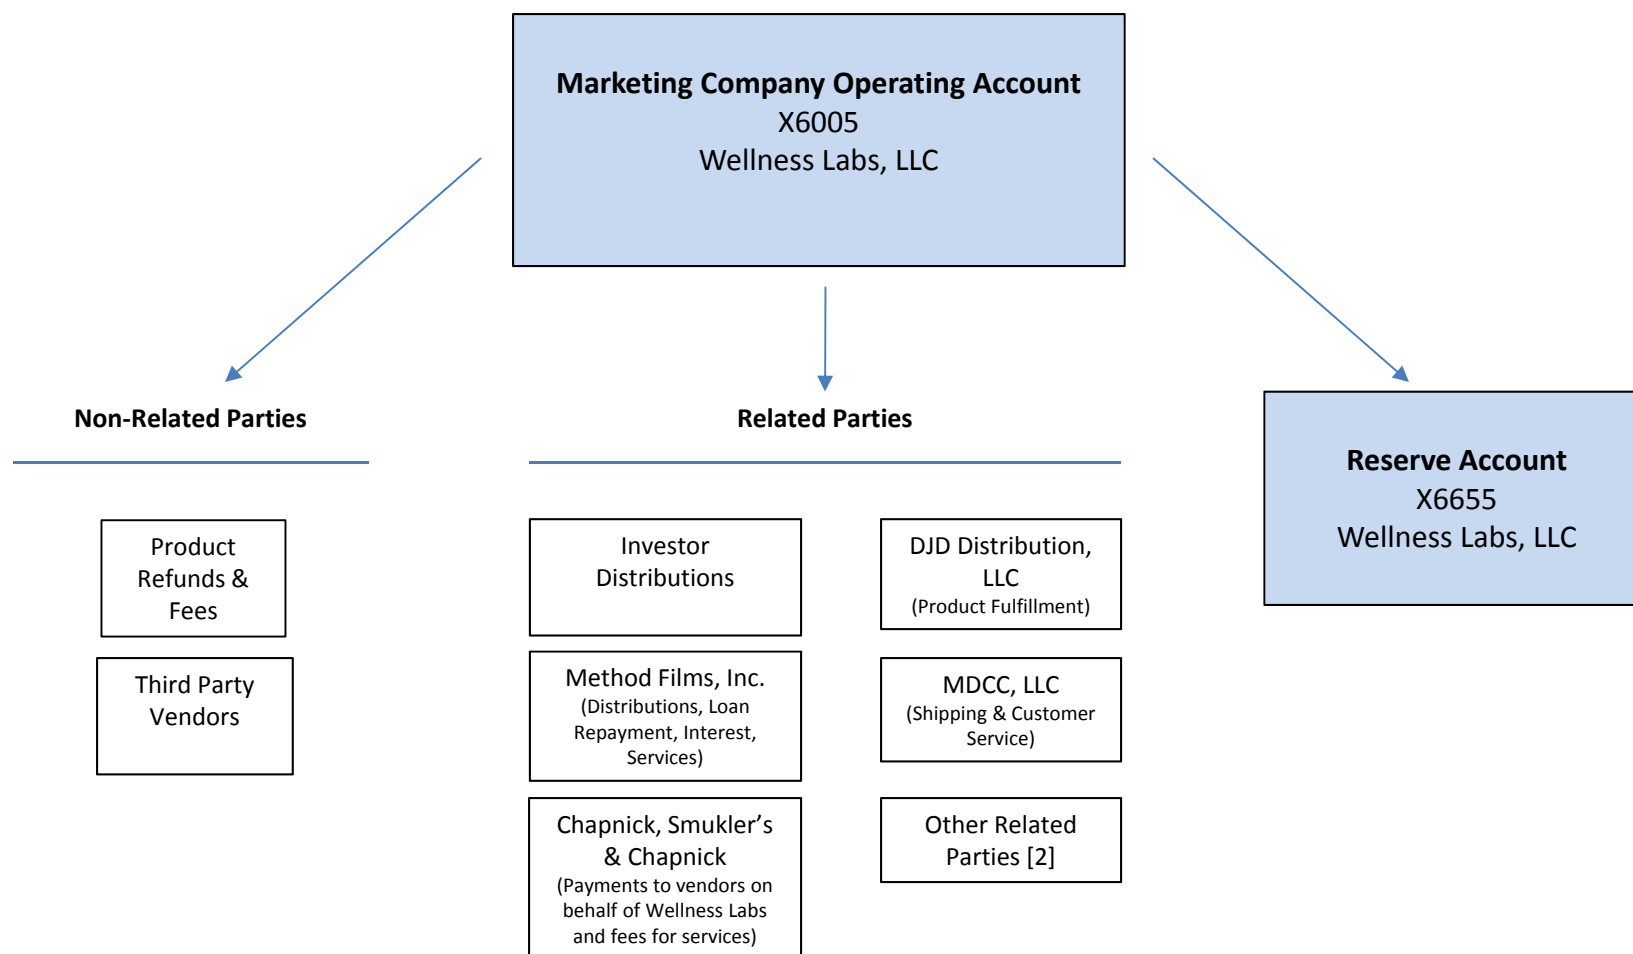 Marketing Company Operating Account
X6005
Wellness Labs, LLC
Non-Related Parties
Related Parties
Reserve Account
X6655
Wellness Labs, LLC
Product
Refunds &
Fees
Third Party
Vendors
Investor
Distributions
Method Films, Inc.
(Distributions, Loan
Repayment, Interest,
Services)
Chapnick, Smukler’s
& Chapnick
(Payments to vendors on
behalf of Wellness Labs
and fees for services)
DJD Distribution,
LLC
(Product Fulfillment)
MDCC, LLC
(Shipping & Customer
Service)
Other Related
Parties [2]